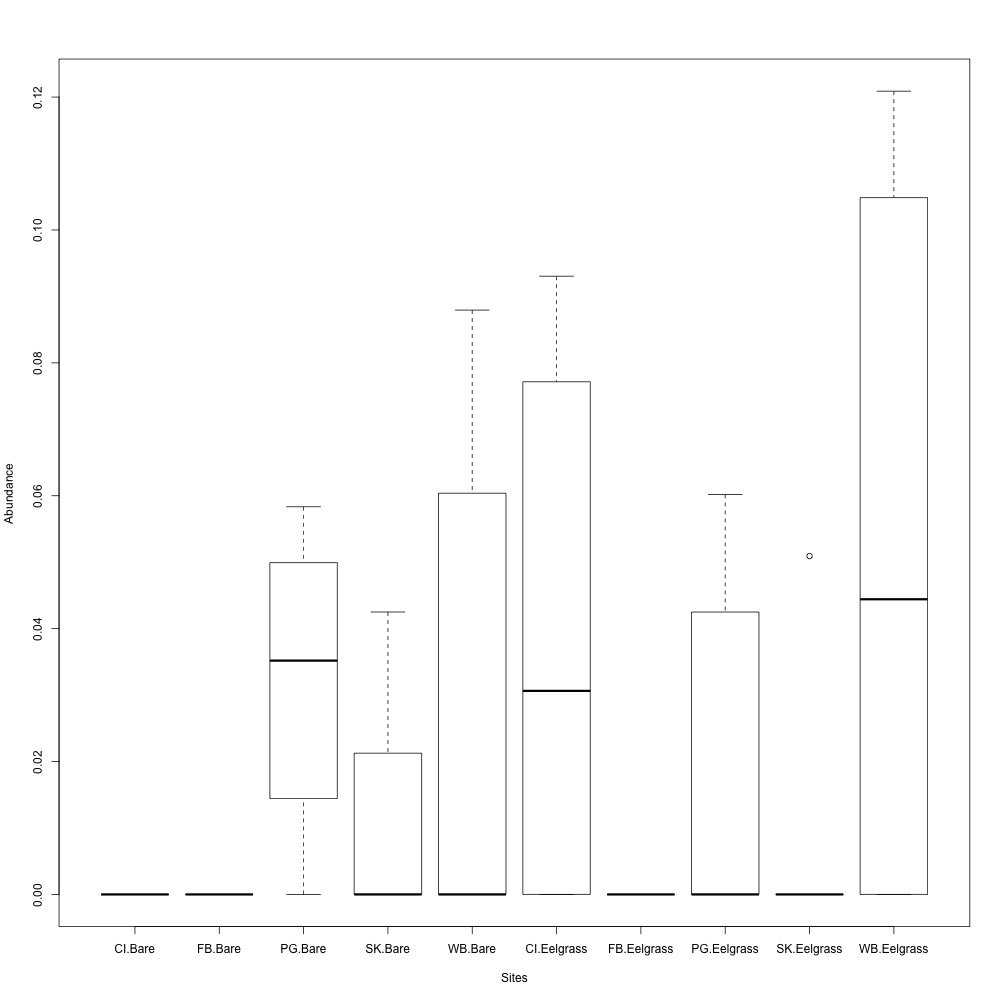 0.12
0.10
0.08
0.06
0.04
0.02
0.00
Abundance
CI.Bare FB.Bare PG.Bare SK.Bare WB.Bare CI.Eelgrass FB.Eelgrass PG.Eelgrass SK.Eelgrass WB.Eelgrass
Sites